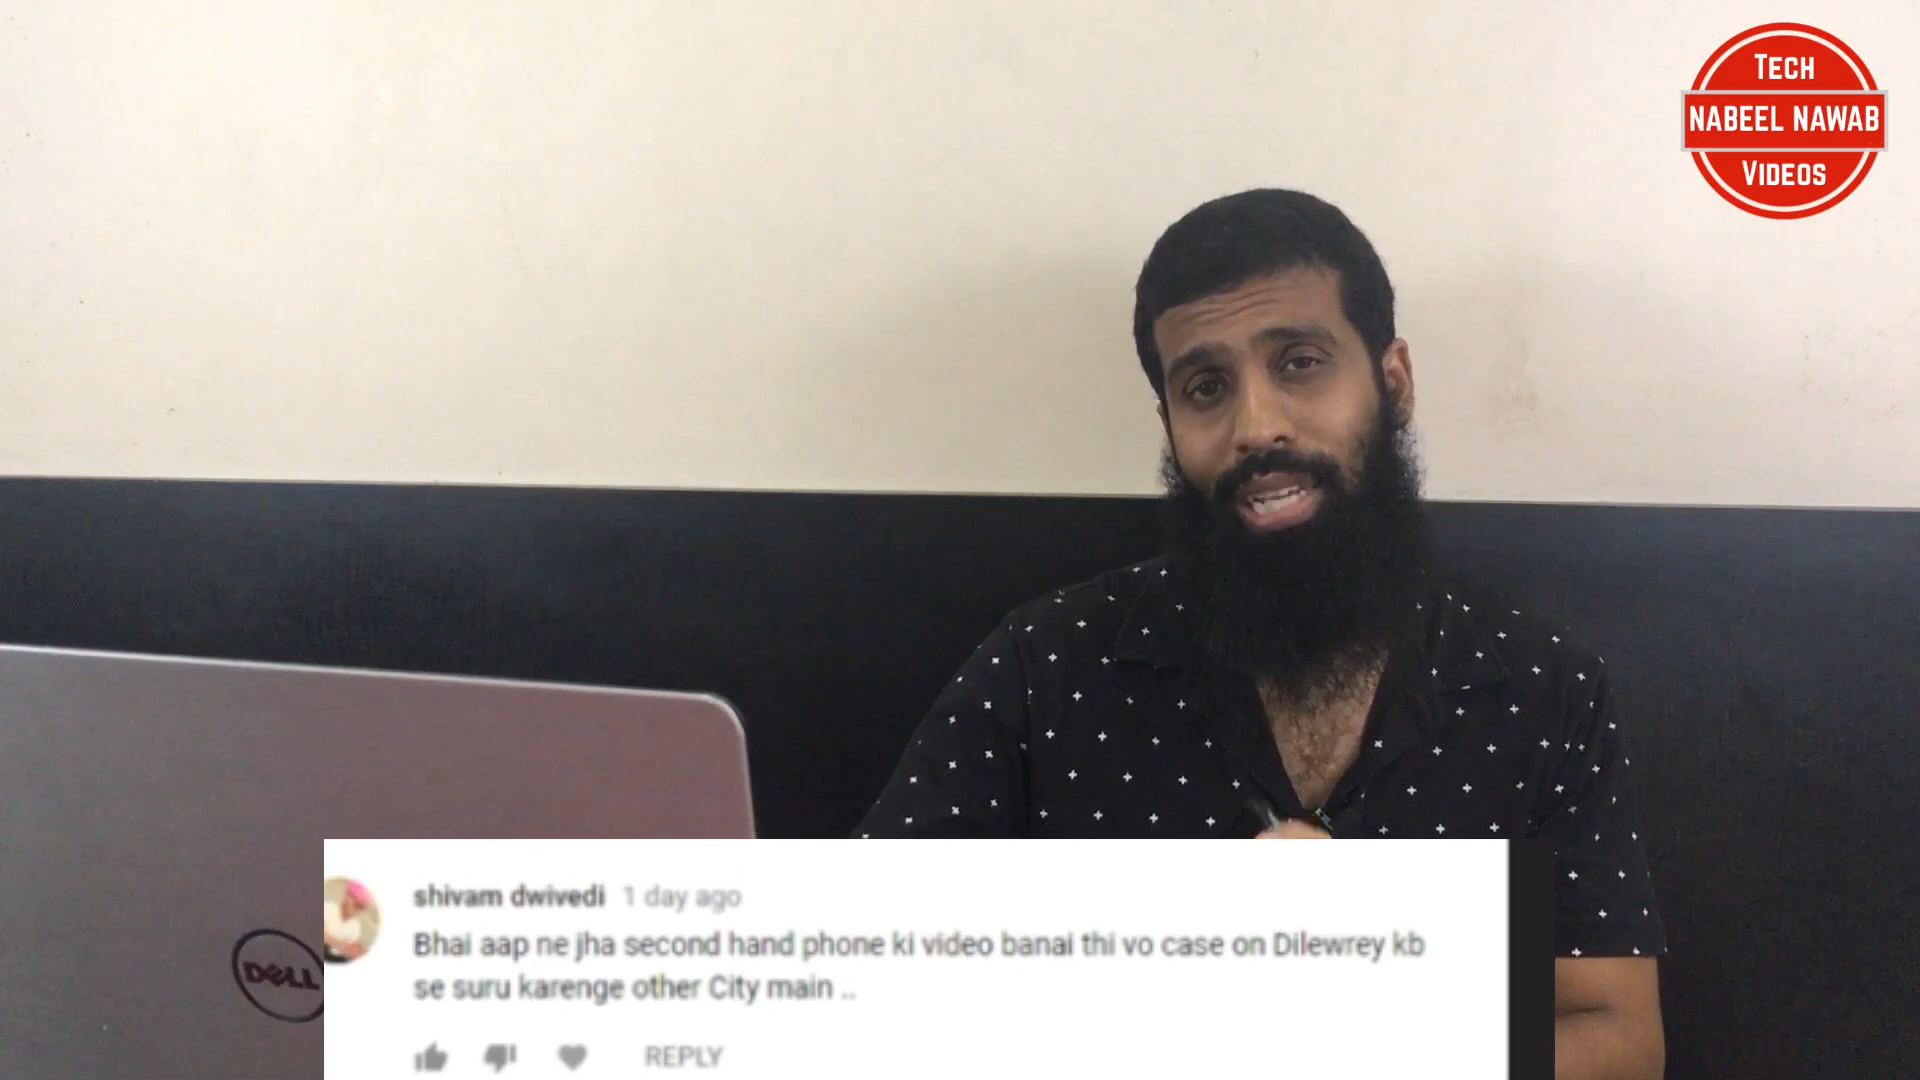 TECH
NABEEL NAWAB
VIDEOS
DELL
shivam dwivedi 1 day ago
Bhai aap ne jha second hand phone ki video banai thi vo case on Dilewrey kb
se suru karenge other City main ..
REPLY